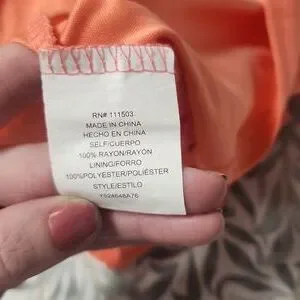 RN# 111503
MADE IN CHINA
HECHO EN CHINA
SELF/CUERPO
100% RAYON/RAYÓN
LINING/FORRO
100%POLYESTER/POLIÉSTER
STYLE/ESTILO